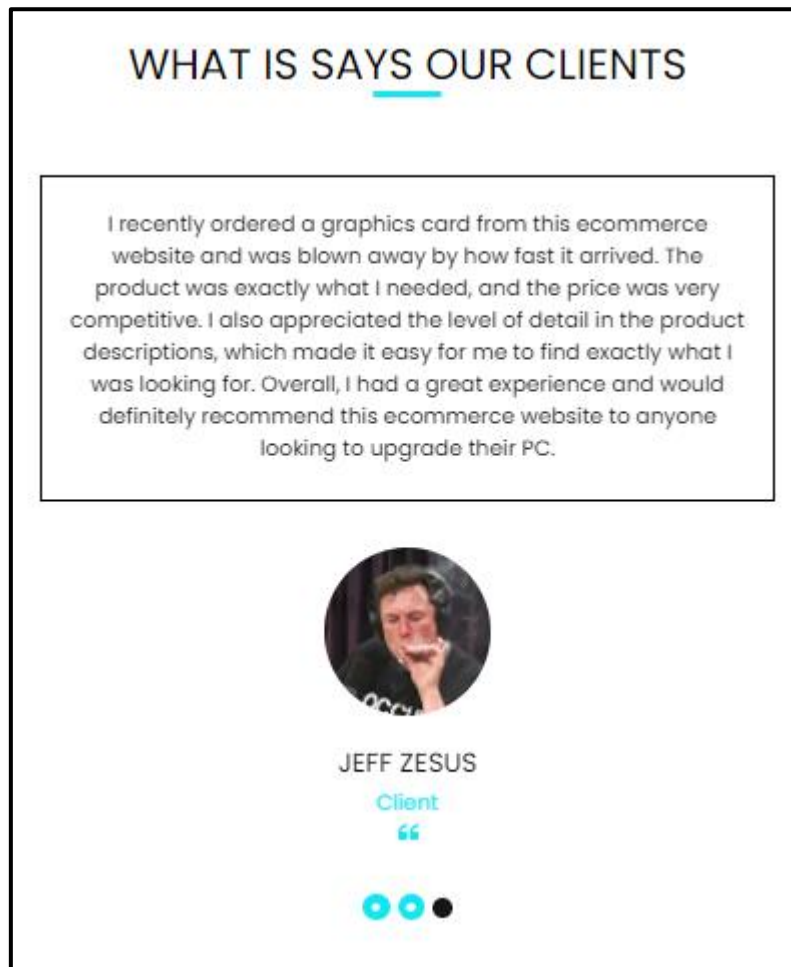 WHAT IS SAYS OUR CLIENTS
I recently ordered a graphics card from this ecommerce
website and was blown away by how fast it arrived. The
product was exactly what I needed, and the price was very
competitive. I also appreciated the level of detail in the product
descriptions, which made it easy for me to find exactly what I
was looking for. Overall, I had a great experience and would
definitely recommend this ecommerce website to anyone
looking to upgrade their PC.
JEFF ZESUS
Client
“